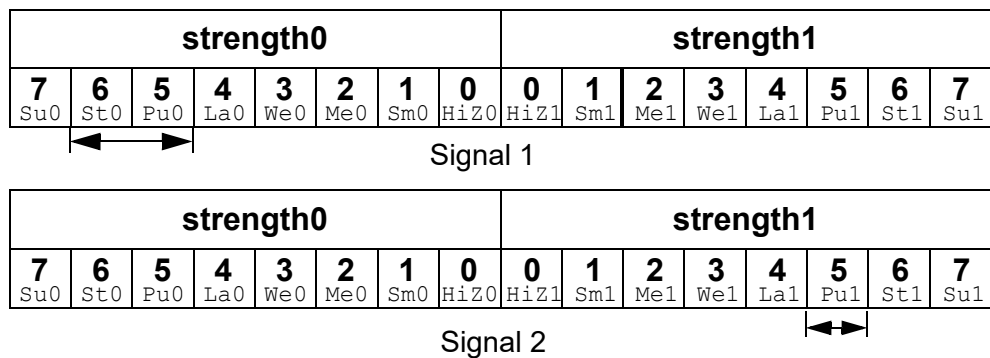 strength0 strength1
7 6 5 4 3 2 1 0 0 1 2 3 4 5 6 7
Su0 St0 Pu0 La0 We0 Me0 Sm0 HiZ0 HiZ1 Sm1 Me1 We1 La1 Pu1 St1 Su1
Signal 1
strength0 strength1
7 6 5 4 3 2 1 0 0 1 2 3 4 5 6 7
Su0 St0 Pu0 La0 We0 Me0 Sm0 HiZ0 HiZ1 Sm1 Me1 We1 La1 Pu1 St1 Su1
Signal 2